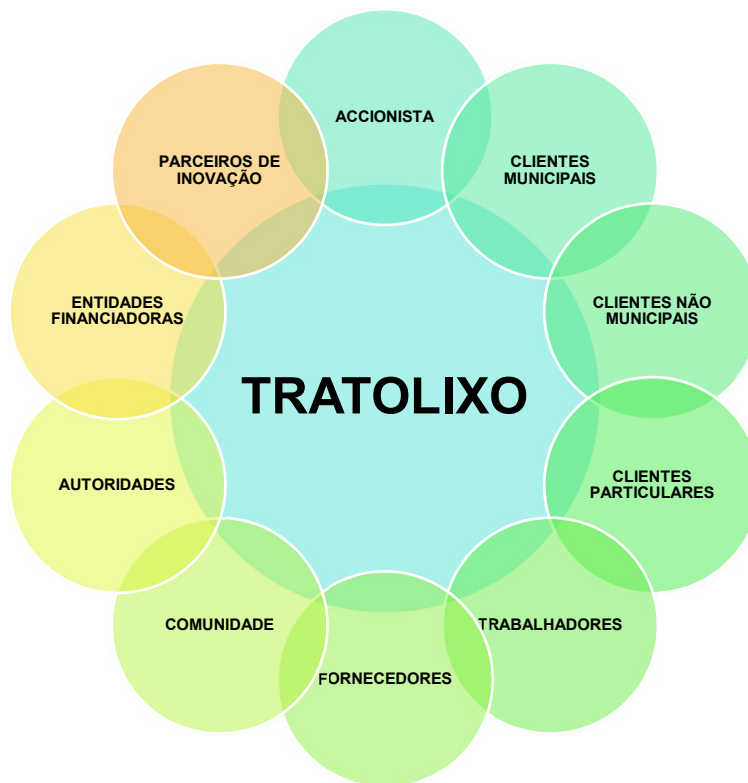 ACCIONISTA
CLIENTES
MUNICIPAIS
CLIENTES NÃO
MUNICIPAIS
CLIENTES
PARTICULARES
TRABALHADORES
FORNECEDORES
COMUNIDADE
AUTORIDADES
ENTIDADES
FINANCIADORAS
PARCEIROS DE
INOVAÇÃO
TRATOLIXO